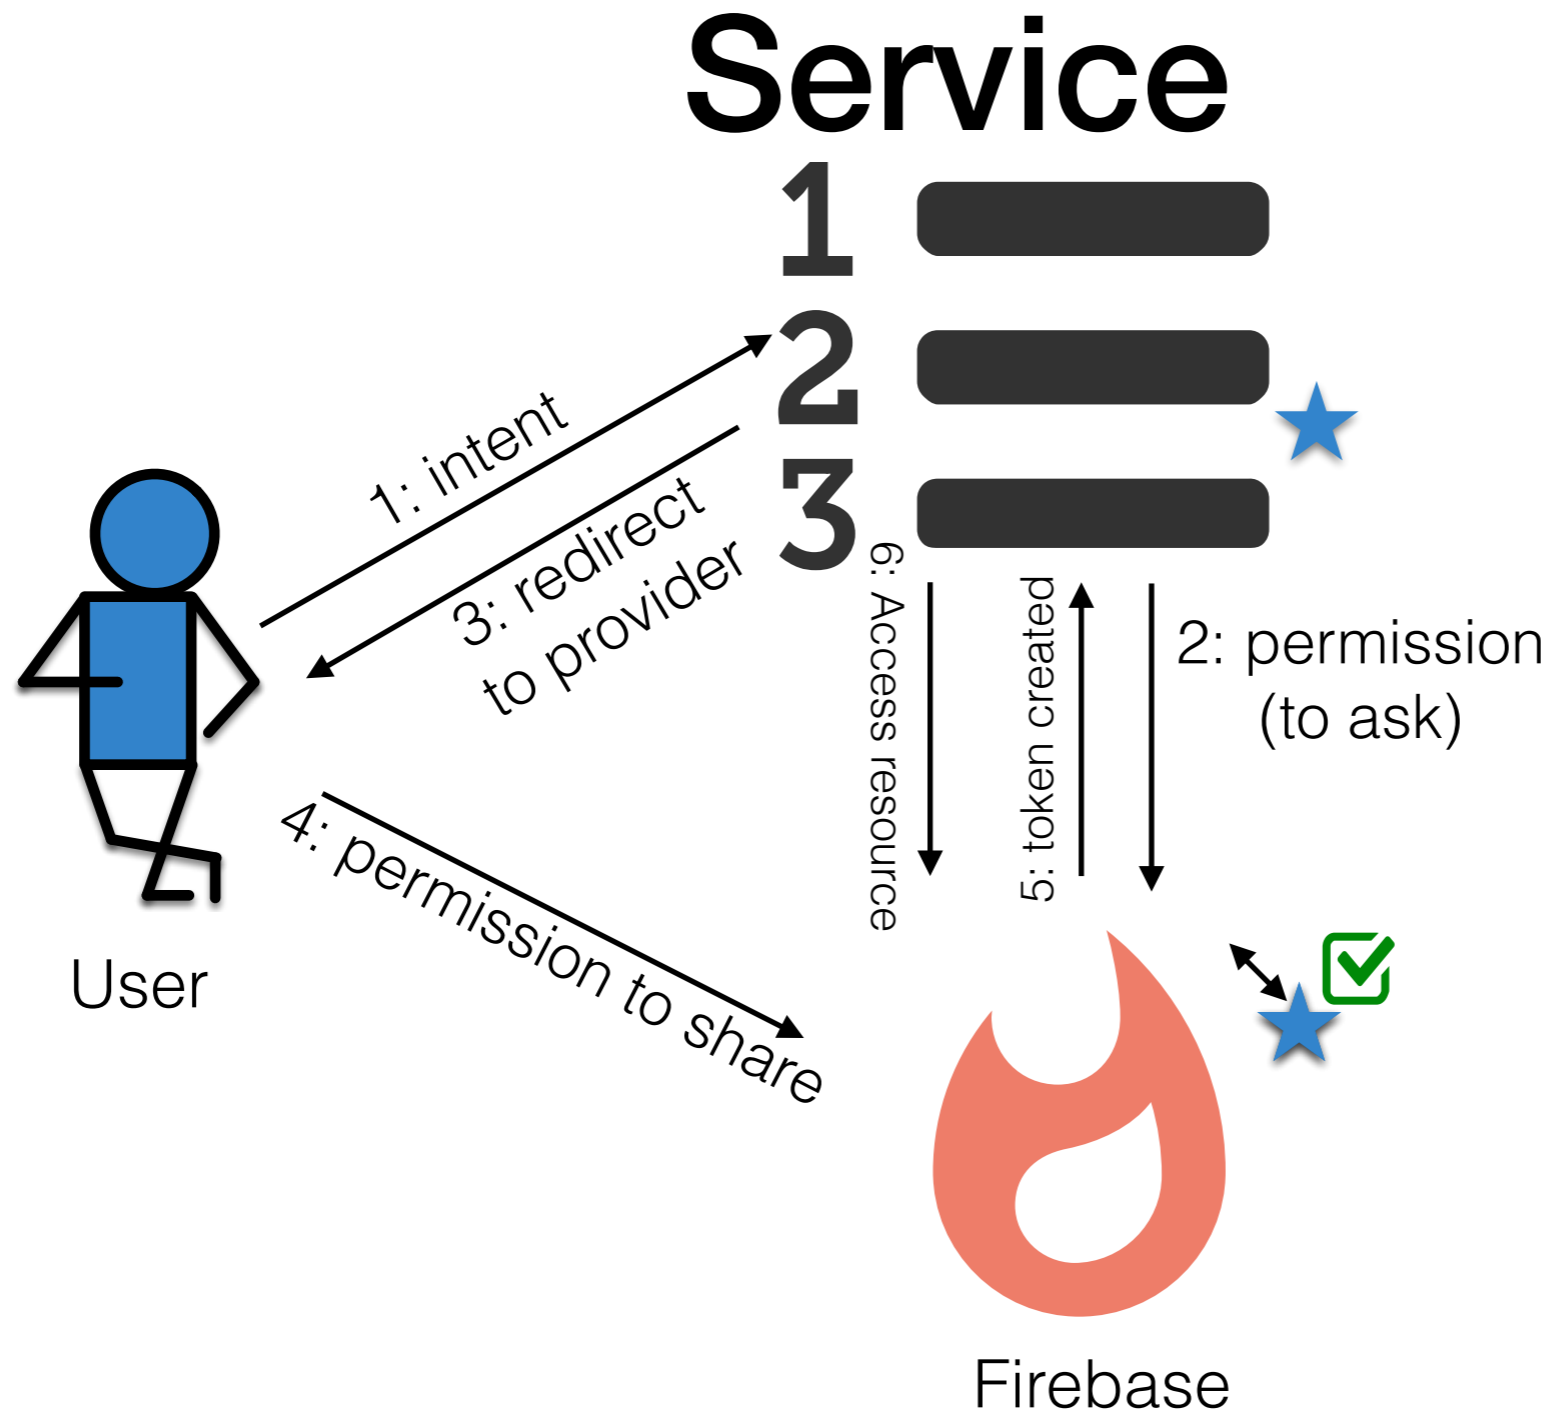 Service
1
2
3
1: intent
3: redirect
to provider
6: Access resource
5: token created
2: permission
(to ask)
4: permission to share
User
Firebase